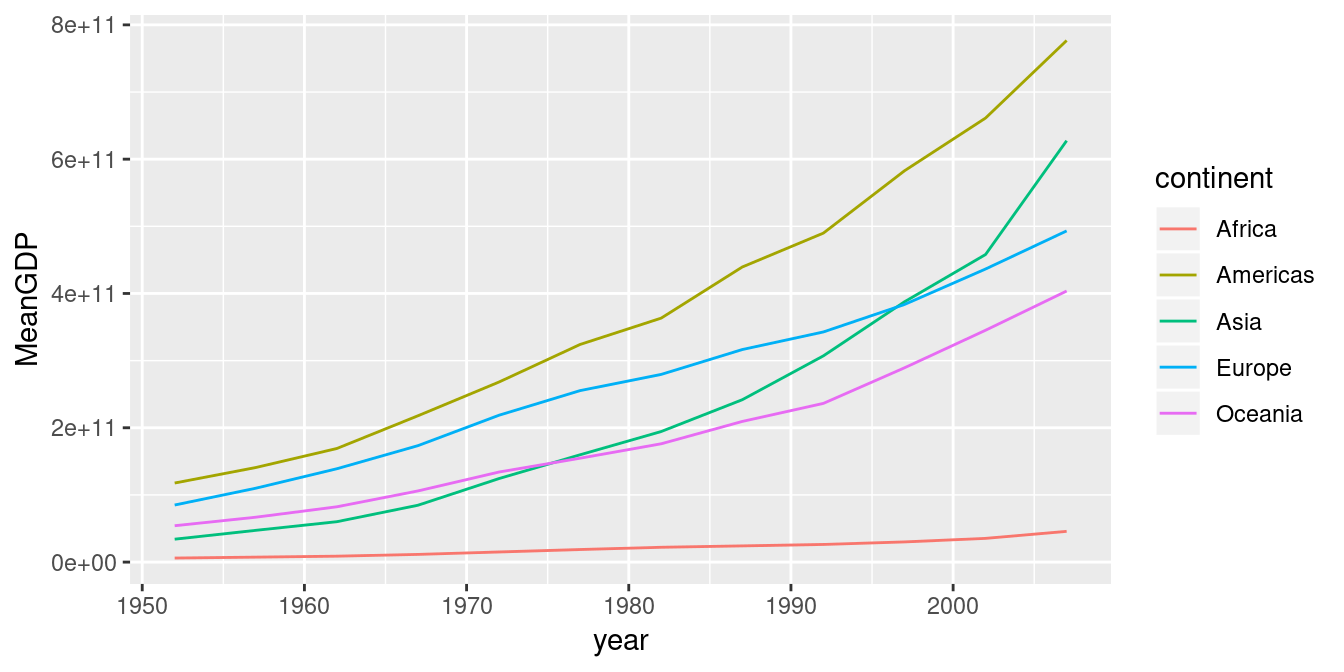 MeanGDP
8e+11
6e+11
4e+11
2e+11
0e+00
1950 1960 1970 1980 1990 2000
year
continent
Africa
Americas
Asia
Europe
Oceania